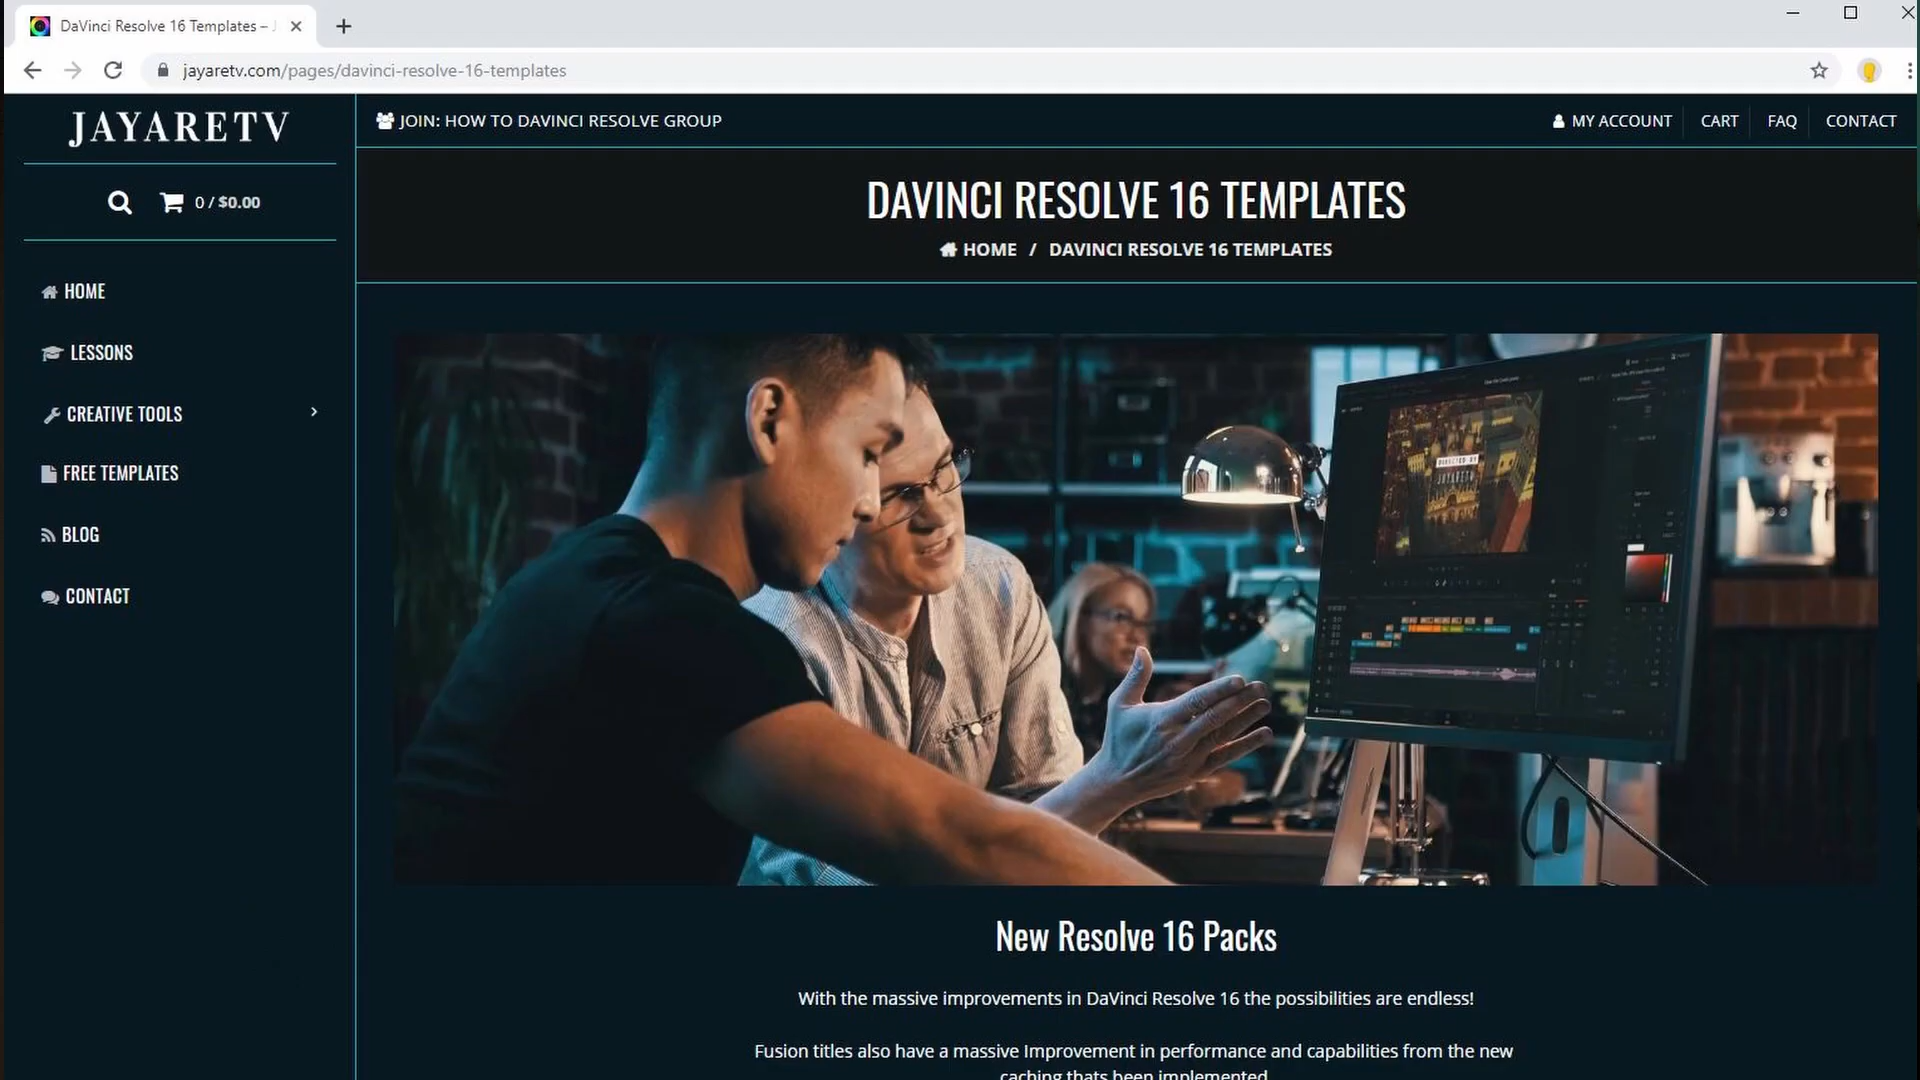 DaVinci Resolve 16 Templates –
jayaretv.com/pages/davinci-resolve-16-templates
JAYARETV
JOIN: HOW TO DAVINCI RESOLVE GROUP
MY ACCOUNT
CART
FAQ
CONTACT
0 / $0.00
DAVINCI RESOLVE 16 TEMPLATES
HOME / DAVINCI RESOLVE 16 TEMPLATES
HOME
LESSONS
CREATIVE TOOLS
FREE TEMPLATES
BLOG
CONTACT
DIRECTED BY
JAYARETV
New Resolve 16 Packs
With the massive improvements in DaVinci Resolve 16 the possibilities are endless!
Fusion titles also have a massive Improvement in performance and capabilities from the new
caching thats been implemented